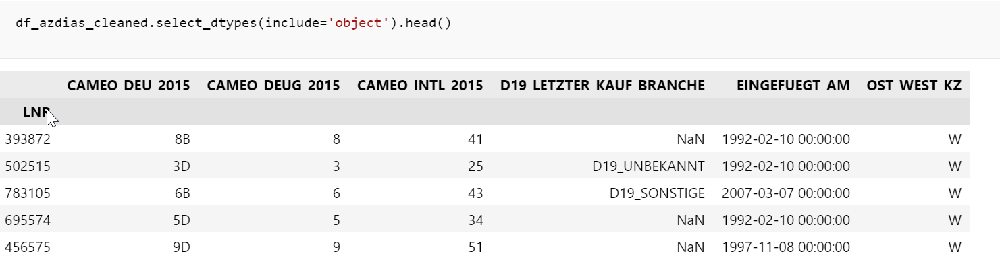 df_azdias_cleaned.select_dtypes(include='object').head()
CAMEO_DEU_2015 CAMEO_DEUG_2015 CAMEO_INTL_2015 D19_LETZTER_KAUF_BRANCHE EINGEFUEGT_AM OST_WEST_KZ
LNR
393872 8B 8 41 NaN 1992-02-10 00:00:00 W
502515 3D 3 25 D19_UNBEKANNT 1992-02-10 00:00:00 W
783105 6B 6 43 D19_SONSTIGE 2007-03-07 00:00:00 W
695574 5D 5 34 NaN 1992-02-10 00:00:00 W
456575 9D 9 51 NaN 1997-11-08 00:00:00 W